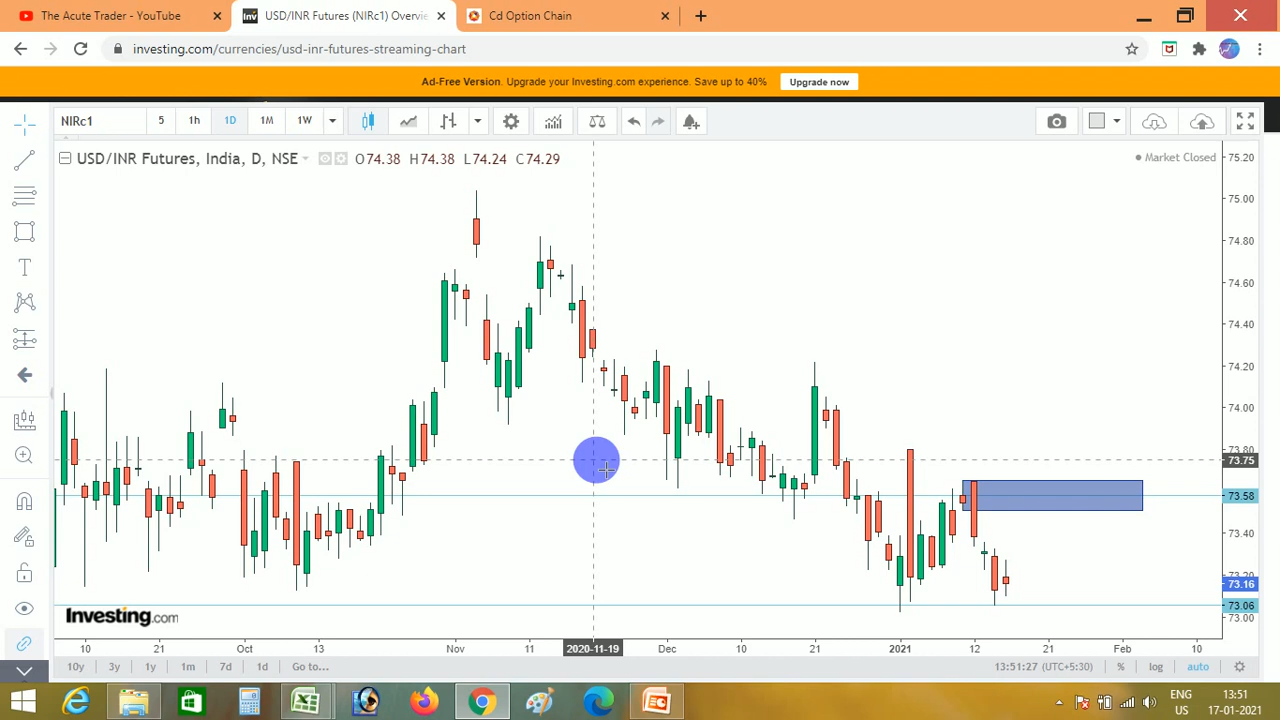 The Acute Trader - YouTube
USD/INR Futures (NIRc1) Overvie
Cd Option Chain
investing.com/currencies/usd-inr-futures-streaming-chart
Ad-Free Version. Upgrade your Investing.com experience. Save up to 40%
Upgrade now
NIRc1
5
1h
1D
1M
1W
USD/INR Futures, India, D, NSE
O74.38 H74.38 L74.24 C74.29
Market Closed
75.20
75.00
74.80
74.60
74.40
74.20
74.00
73.80
73.75
73.58
73.40
73.20
73.16
73.06
73.00
Investing.com
10
21
Oct
13
Nov
11
2020-11-19
Dec
10
21
2021
12
21
Feb
10
10y
3y
1y
1m
7d
1d
Go to...
13:51:27 (UTC+5:30)
%
log
auto
ENG
US
13:51
17-01-2021